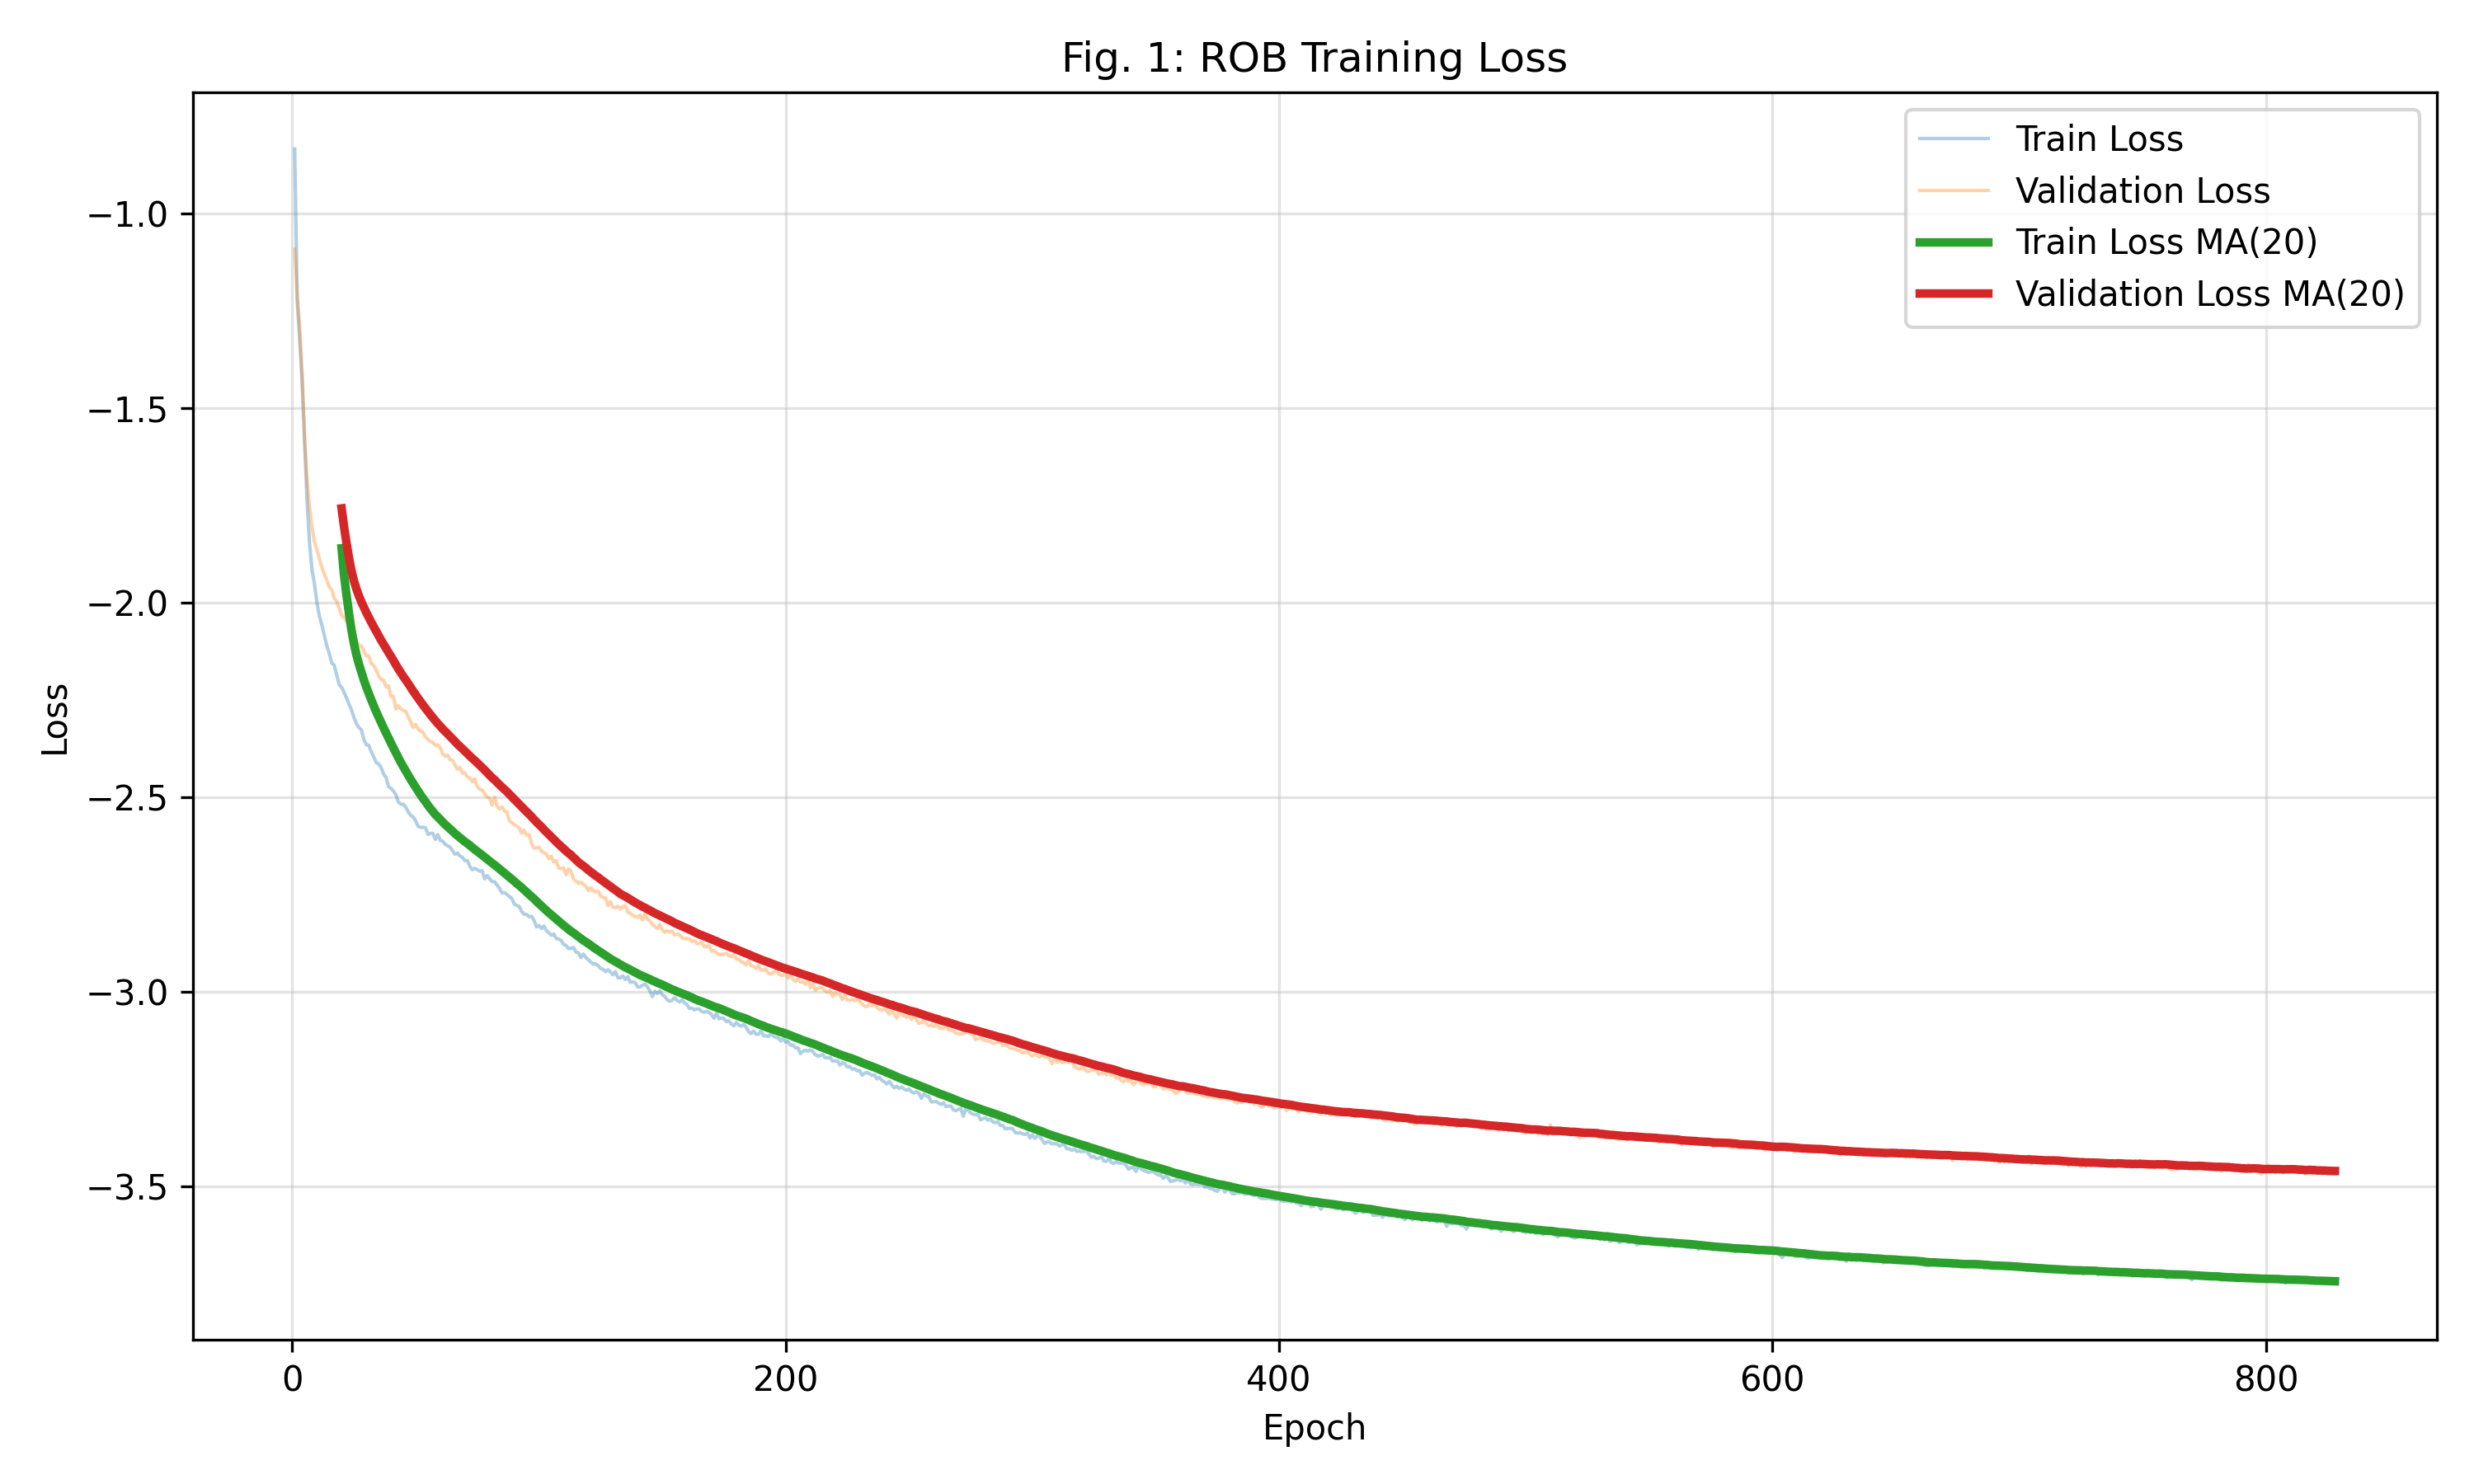 Fig. 1: ROB Training Loss
Train Loss
Validation Loss
Train Loss MA(20)
Validation Loss MA(20)
−1.0
−1.5
−2.0
−2.5
−3.0
−3.5
Loss
0 200 400 600 800
Epoch